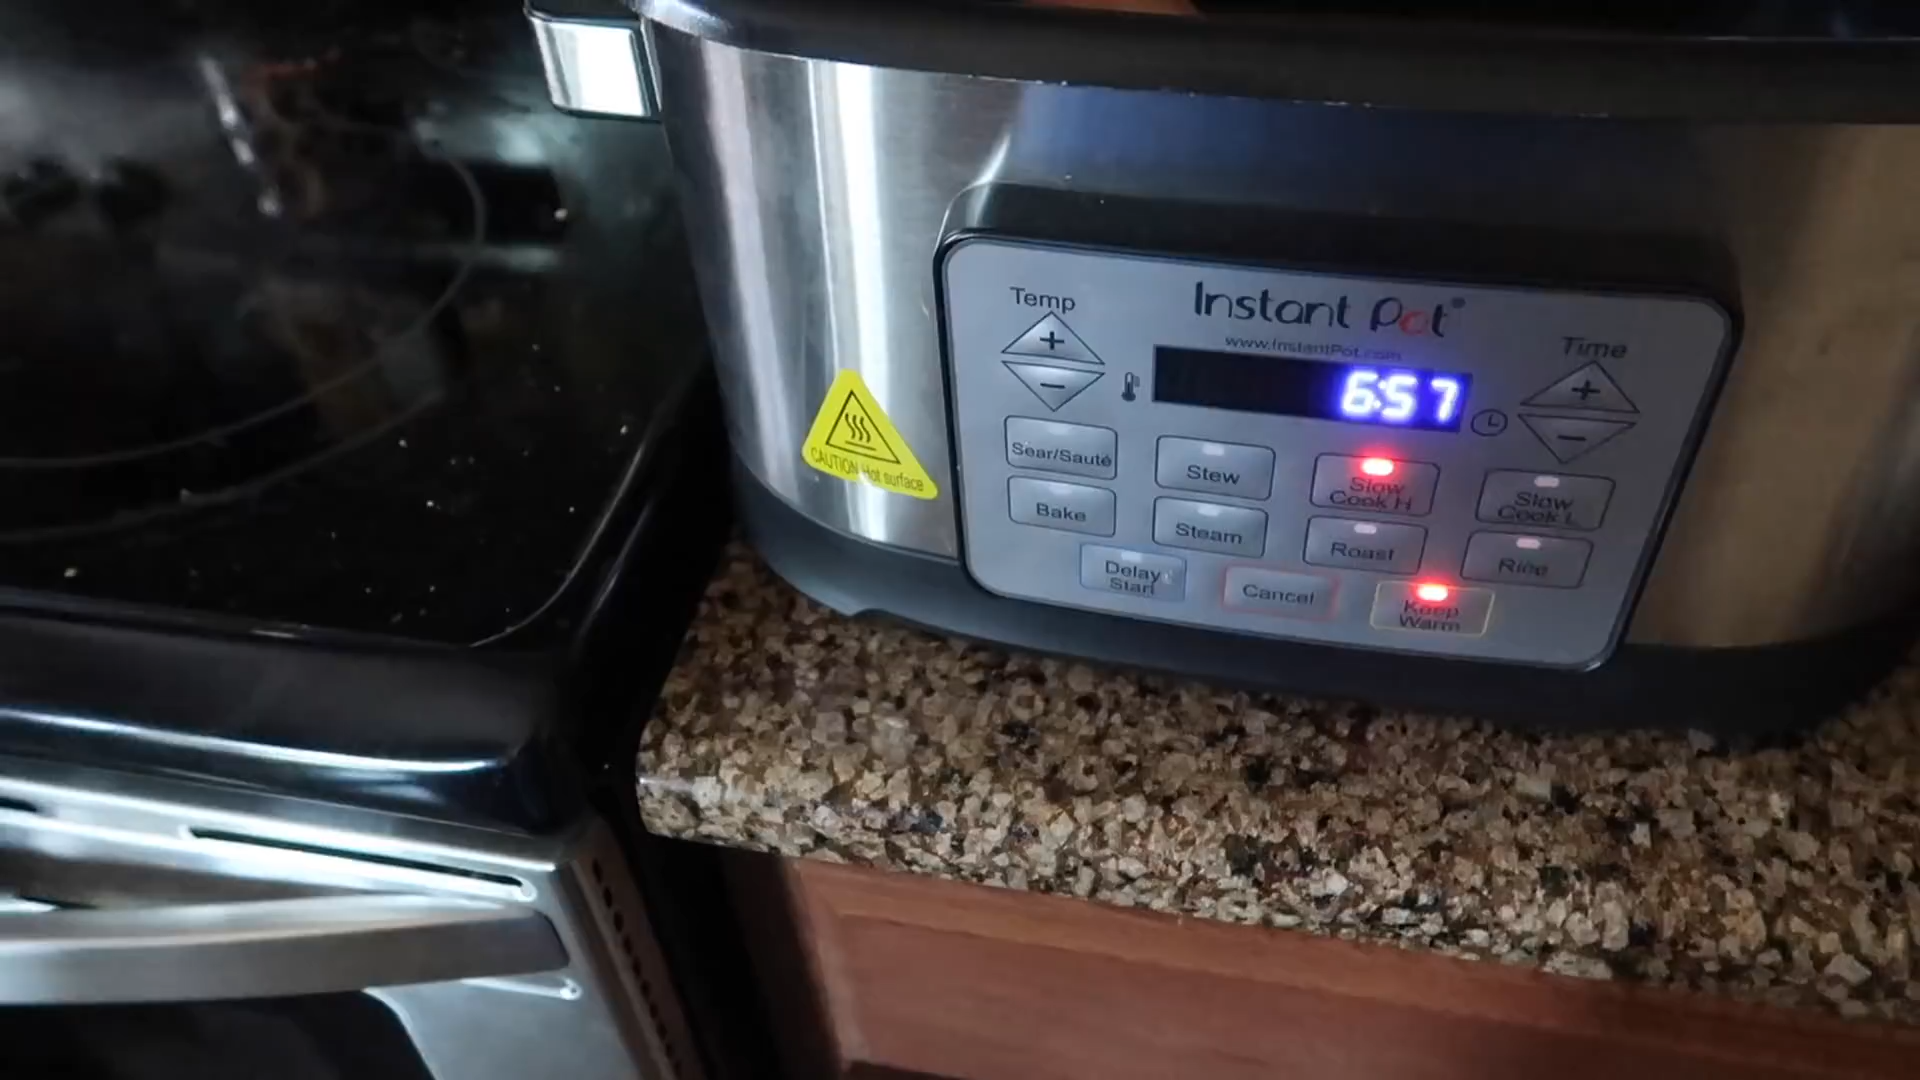 Temp
Instant Pot®
www.InstantPot.com
Time
+
+
6:57
−
−
CAUTION Hot surface
Sear/Sauté
Stew
Slow
Cook H
Slow
Cook L
Bake
Steam
Roast
Rice
Delay
Start
Cancel
Keep
Warm